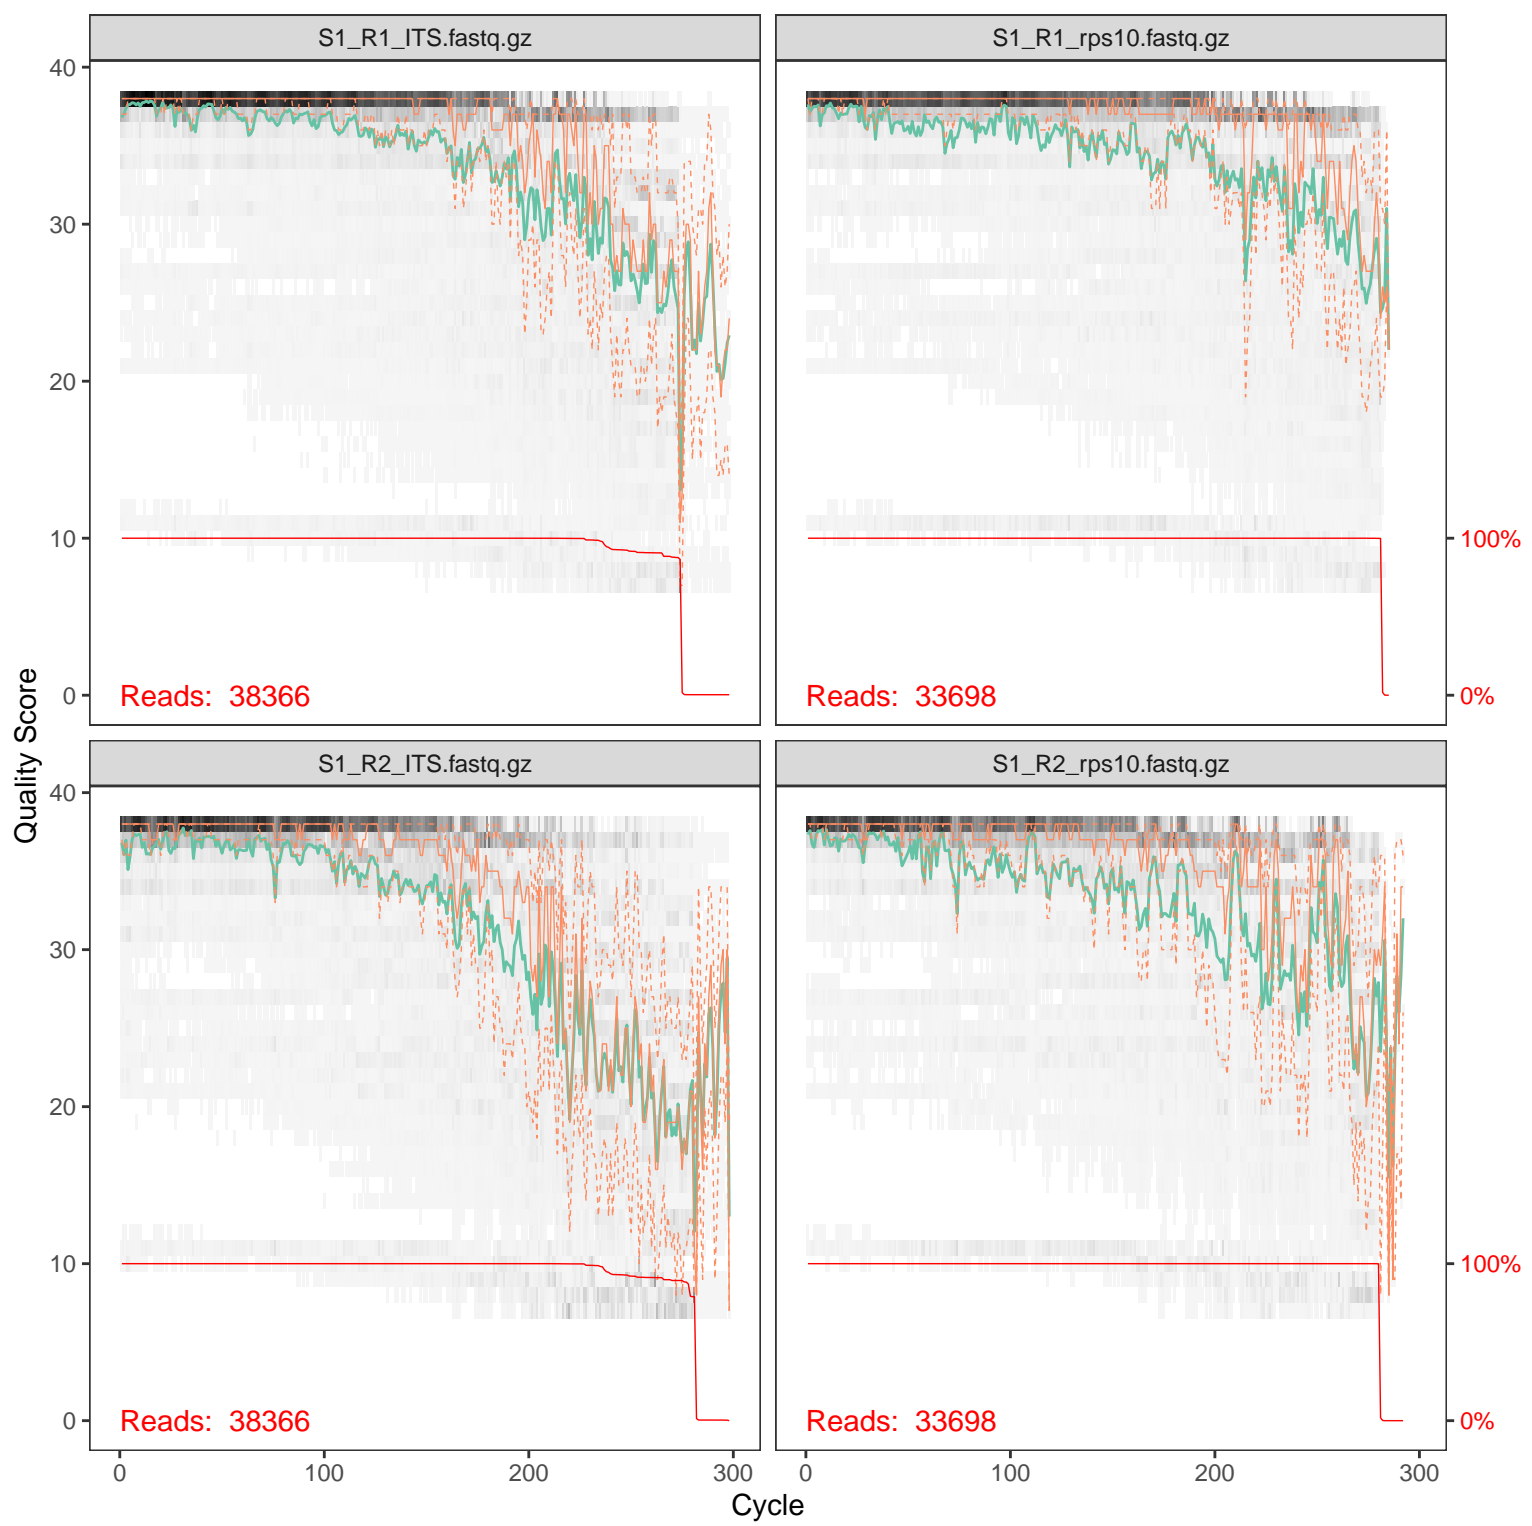 S1_R1_ITS.fastq.gz
S1_R1_rps10.fastq.gz
40
30
20
10
0
Reads: 38366
Reads: 33698
100%
0%
Quality Score
S1_R2_ITS.fastq.gz
S1_R2_rps10.fastq.gz
40
30
20
10
0
Reads: 38366
Reads: 33698
100%
0%
0 100 200 300
0 100 200 300
Cycle